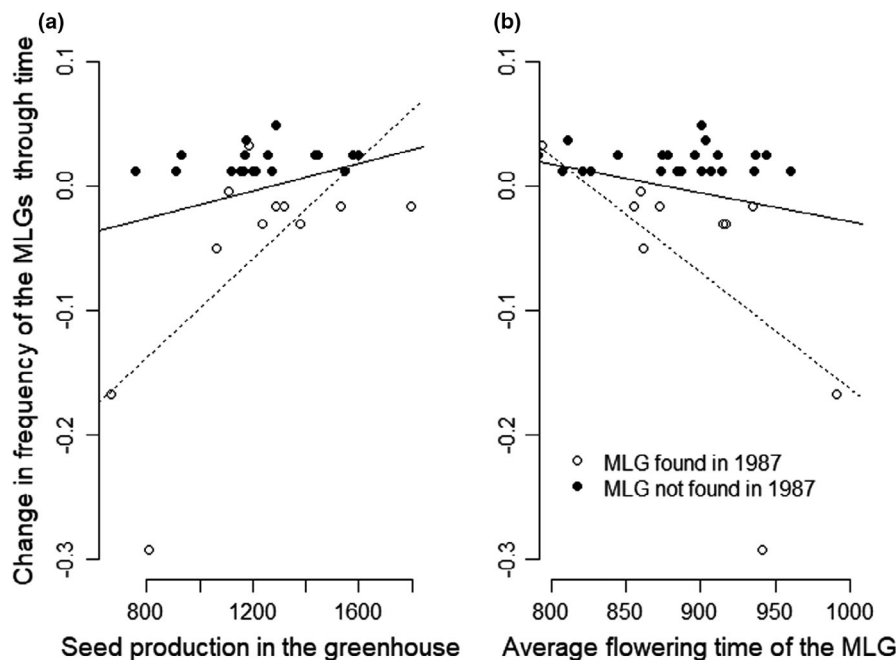 (a)
(b)
Change in frequency of the MLGs through time
0.1
0.0
-0.1
-0.2
-0.3
800 1200 1600
Seed production in the greenhouse
0.1
0.0
-0.1
-0.2
-0.3
MLG found in 1987
MLG not found in 1987
800 850 900 950 1000
Average flowering time of the MLG